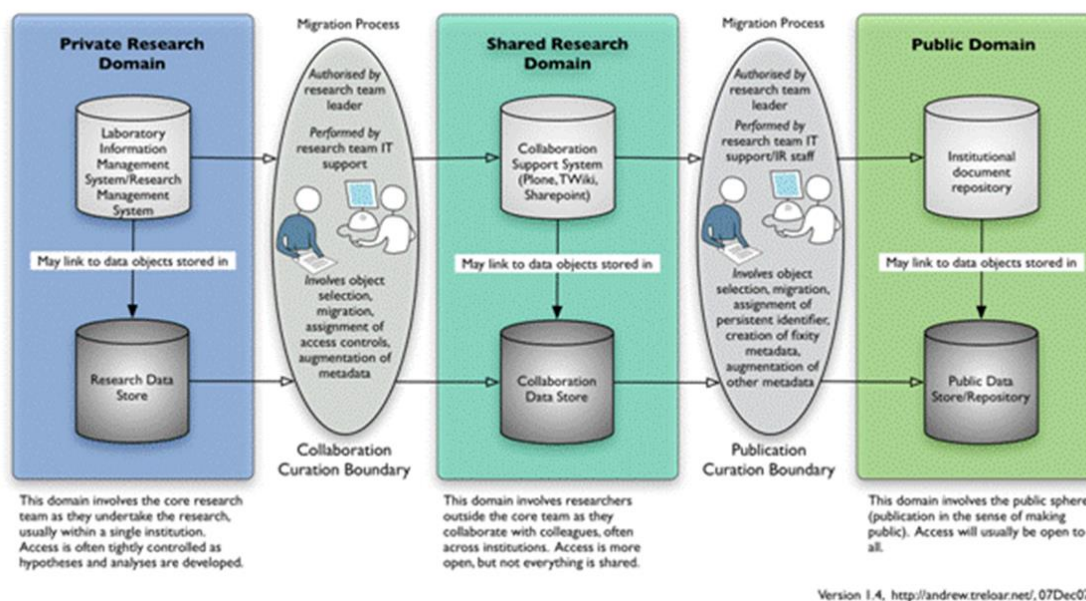 Private Research
Domain
Laboratory
Information
Management
System/Research
Management
System
May link to data objects stored in
Research Data
Store
This domain involves the core research
team as they undertake the research,
usually within a single institution.
Access is often tightly controlled as
hypotheses and analyses are developed.
Migration Process
Authorised by
research team
leader
Performed by
research team IT
support
Involves object
selection,
migration,
assignment of
access controls,
augmentation of
metadata
Collaboration
Curation Boundary
Shared Research
Domain
Collaboration
Support System
(Plone, TWiki,
Sharepoint)
May link to data objects stored in
Collaboration
Data Store
This domain involves researchers
outside the core team as they
collaborate with colleagues, often
across institutions. Access is more
open, but not everything is shared.
Migration Process
Authorised by
research team
leader
Performed by
research team IT
support/IR staff
Involves object
selection, migration,
assignment of
persistent identifier,
creation of fixity
metadata,
augmentation of
other metadata
Publication
Curation Boundary
Public Domain
Institutional
document
repository
May link to data objects stored in
Public Data
Store/Repository
This domain involves the public sphere
(publication in the sense of making
public). Access will usually be open to
all.
Version 1.4, http://andrew.treloar.net/,